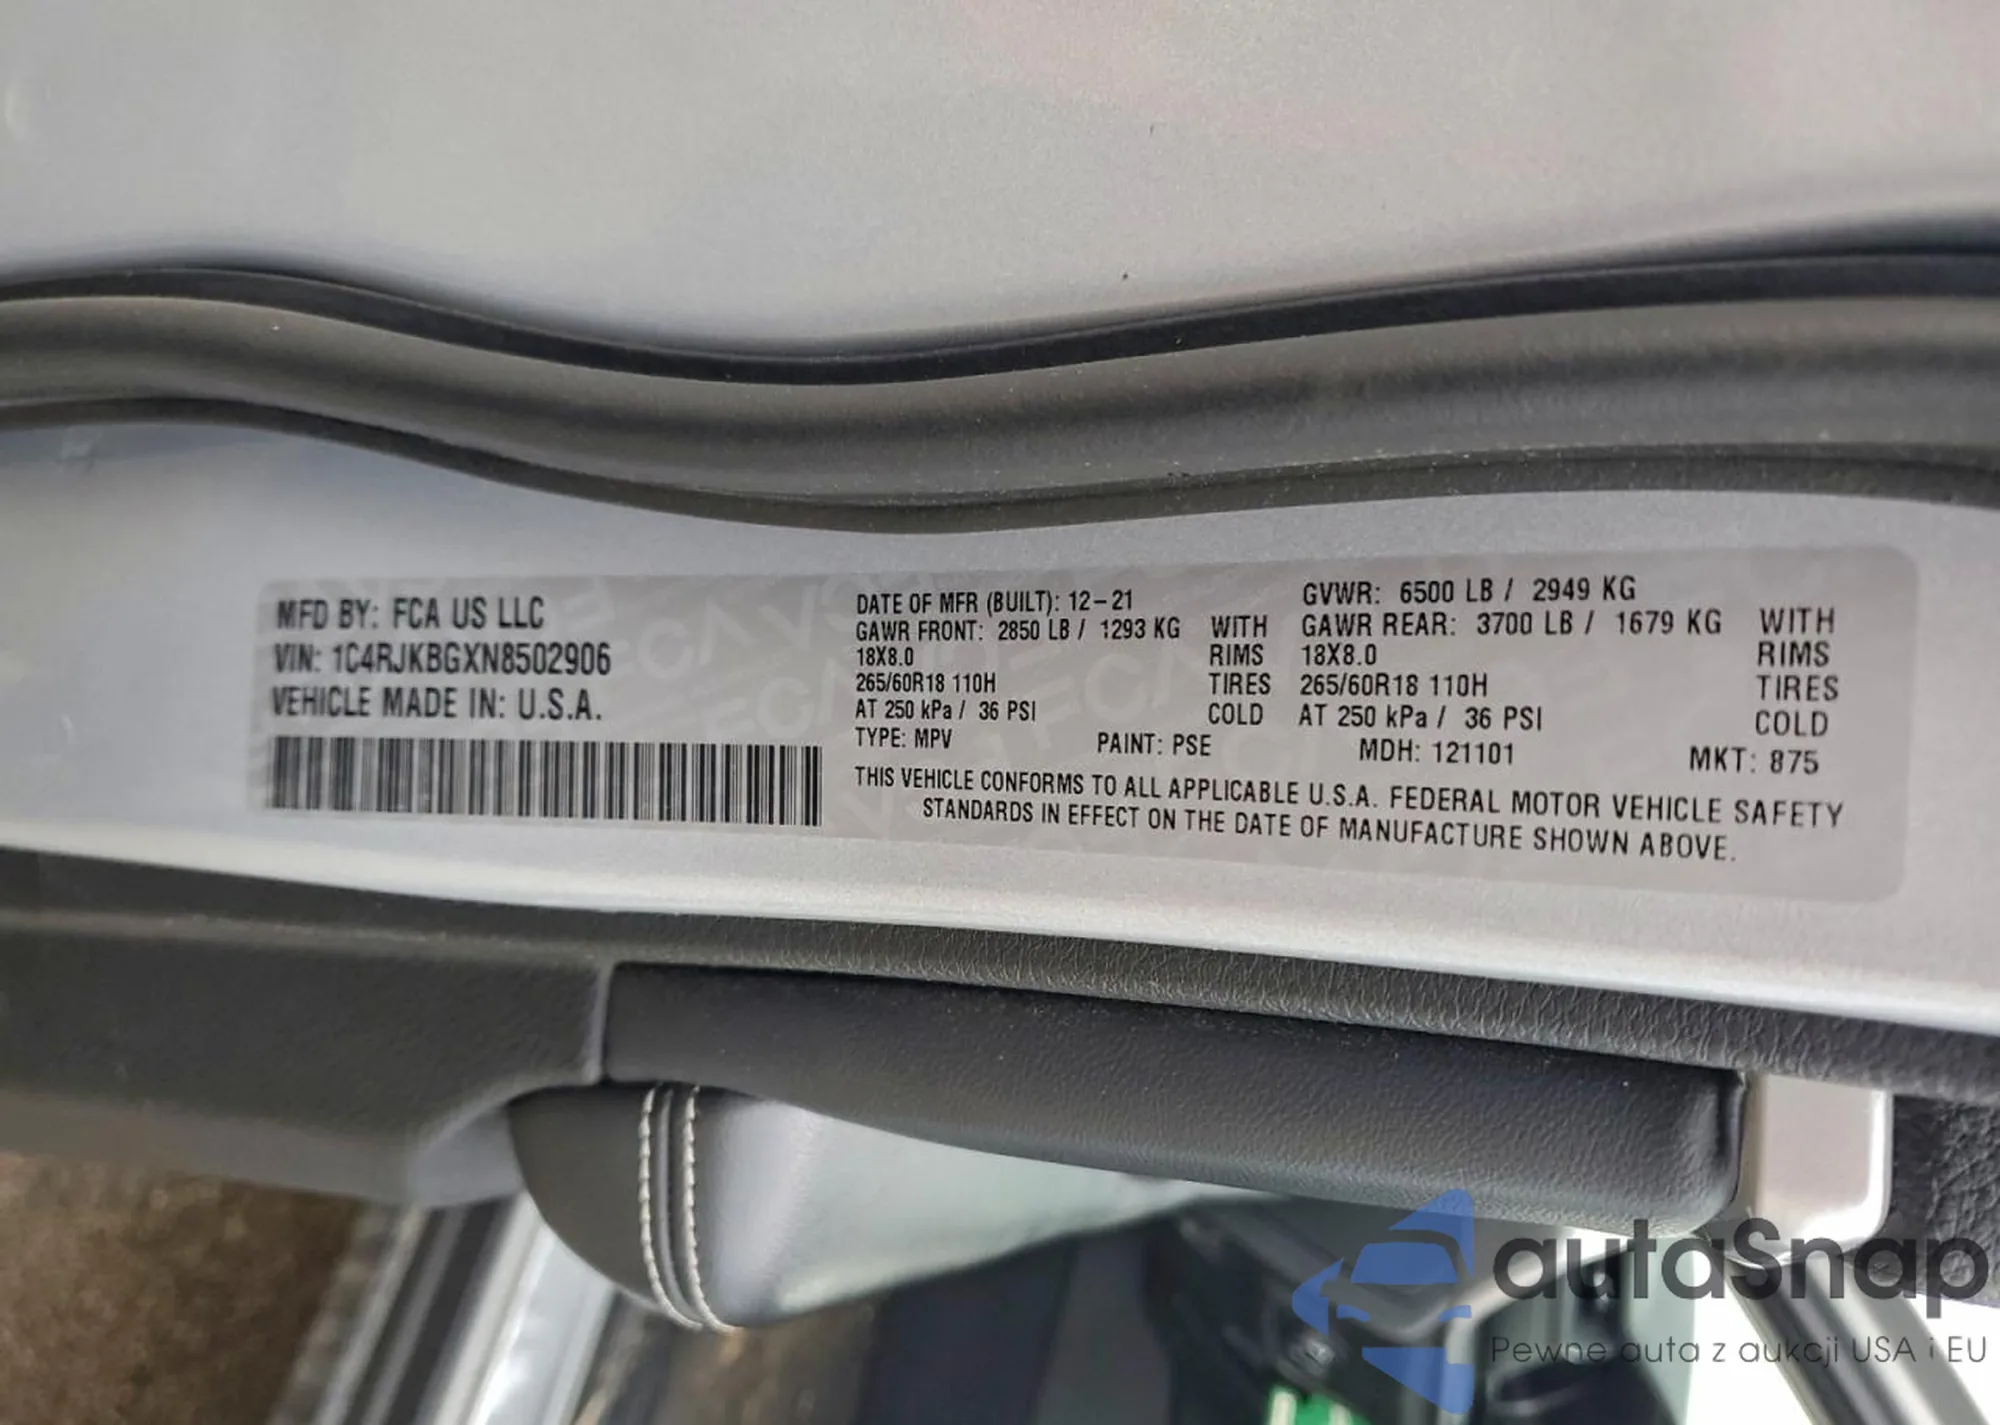 MFD BY: FCA US LLC
VIN: 1C4RJKBGXN8502906
VEHICLE MADE IN: U.S.A.
DATE OF MFR (BUILT): 12-21 GVWR: 6500 LB / 2949 KG
GAWR FRONT: 2850 LB / 1293 KG WITH GAWR REAR: 3700 LB / 1679 KG WITH
18X8.0 RIMS 18X8.0 RIMS
265/60R18 110H TIRES 265/60R18 110H TIRES
AT 250 kPa / 36 PSI COLD AT 250 kPa / 36 PSI COLD
TYPE: MPV PAINT: PSE MDH: 121101 MKT: 875
THIS VEHICLE CONFORMS TO ALL APPLICABLE U.S.A. FEDERAL MOTOR VEHICLE SAFETY
STANDARDS IN EFFECT ON THE DATE OF MANUFACTURE SHOWN ABOVE.
autaSnap
Pewne auta z aukcji USA i EU